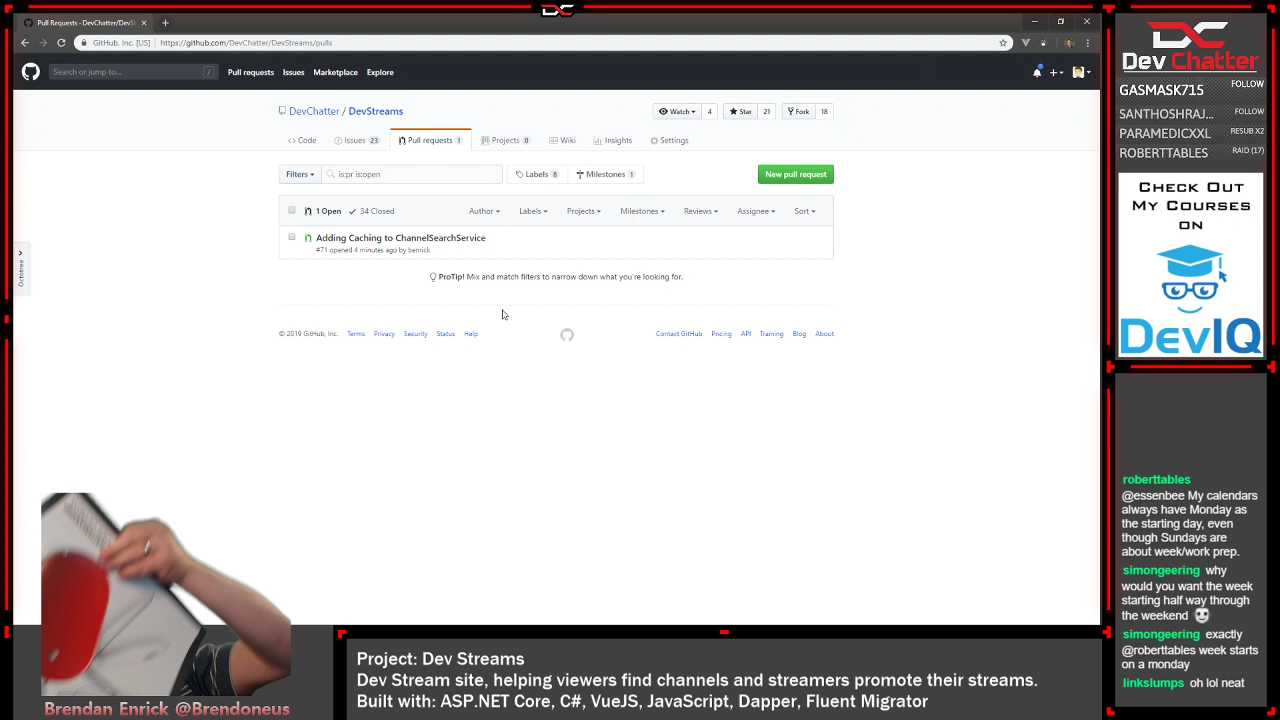 DC
Pull Requests - DevChatter/DevSt
GitHub, Inc. [US] | https://github.com/DevChatter/DevStreams/pulls
Search or jump to... /
Pull requests Issues Marketplace Explore
DevChatter / DevStreams
Watch 4 Star 21 Fork 18
Code Issues 23 Pull requests 1 Projects 0 Wiki Insights Settings
Filters is:pr is:open Labels 8 Milestones 1 New pull request
1 Open 34 Closed Author Labels Projects Milestones Reviews Assignee Sort
Adding Caching to ChannelSearchService
#71 opened 4 minutes ago by benrick
ProTip! Mix and match filters to narrow down what you're looking for.
© 2019 GitHub, Inc. Terms Privacy Security Status Help Contact GitHub Pricing API Training Blog About
Octotree
Brendan Enrick @Brendoneus
Project: Dev Streams
Dev Stream site, helping viewers find channels and streamers promote their streams.
Built with: ASP.NET Core, C#, VueJS, JavaScript, Dapper, Fluent Migrator
DC
Dev Chatter
GASMASK715 FOLLOW
SANTHOSHRAJ... FOLLOW
PARAMEDICXXL RESUB X2
ROBERTTABLES RAID (17)
CHECK OUT
MY COURSES
ON
DevIQ
roberttables
@essenbee My calendars
always have Monday as
the starting day, even
though Sundays are
about week/work prep.
simongeering why
would you want the week
starting half way through
the weekend
simongeering exactly
@roberttables week starts
on a monday
linkslumps oh lol neat